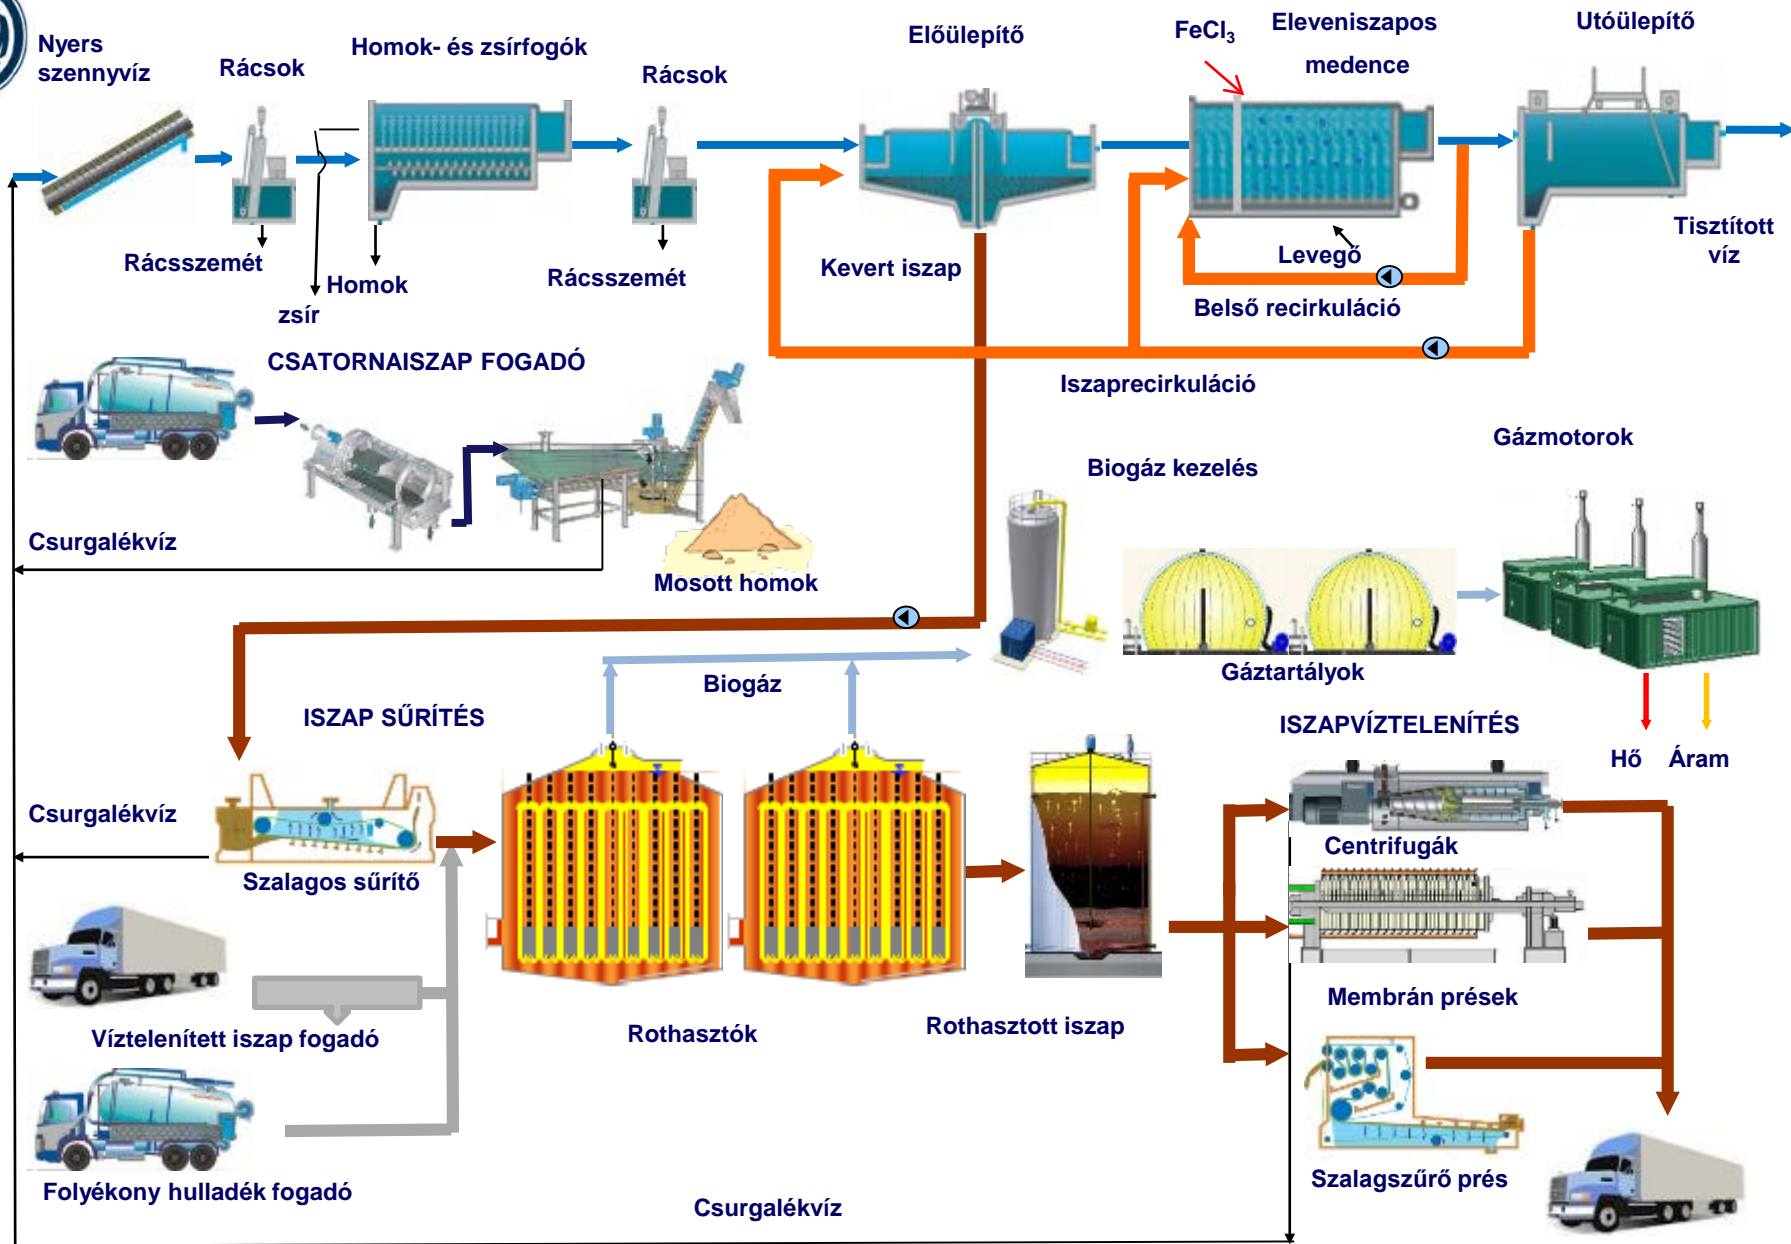 Nyers
szennyvíz
Rácsok
Homok- és zsírfogók
Rácsok
Előülepítő
FeCl₃
Eleveniszapos
medence
Utóülepítő
Rácsszemét
Homok
zsír
Rácsszemét
Kevert iszap
Levegő
Belső recirkuláció
Tisztított
víz
Iszaprecirkuláció
CSATORNAISZAP FOGADÓ
Csurgalékvíz
Mosott homok
Biogáz kezelés
Gázmotorok
Gáztartályok
Biogáz
ISZAP SŰRÍTÉS
ISZAPVÍZTELENÍTÉS
Hő
Áram
Csurgalékvíz
Szalagos sűrítő
Centrifugák
Víztelenített iszap fogadó
Rothasztók
Rothasztott iszap
Membrán prések
Folyékony hulladék fogadó
Szalagszűrő prés
Csurgalékvíz